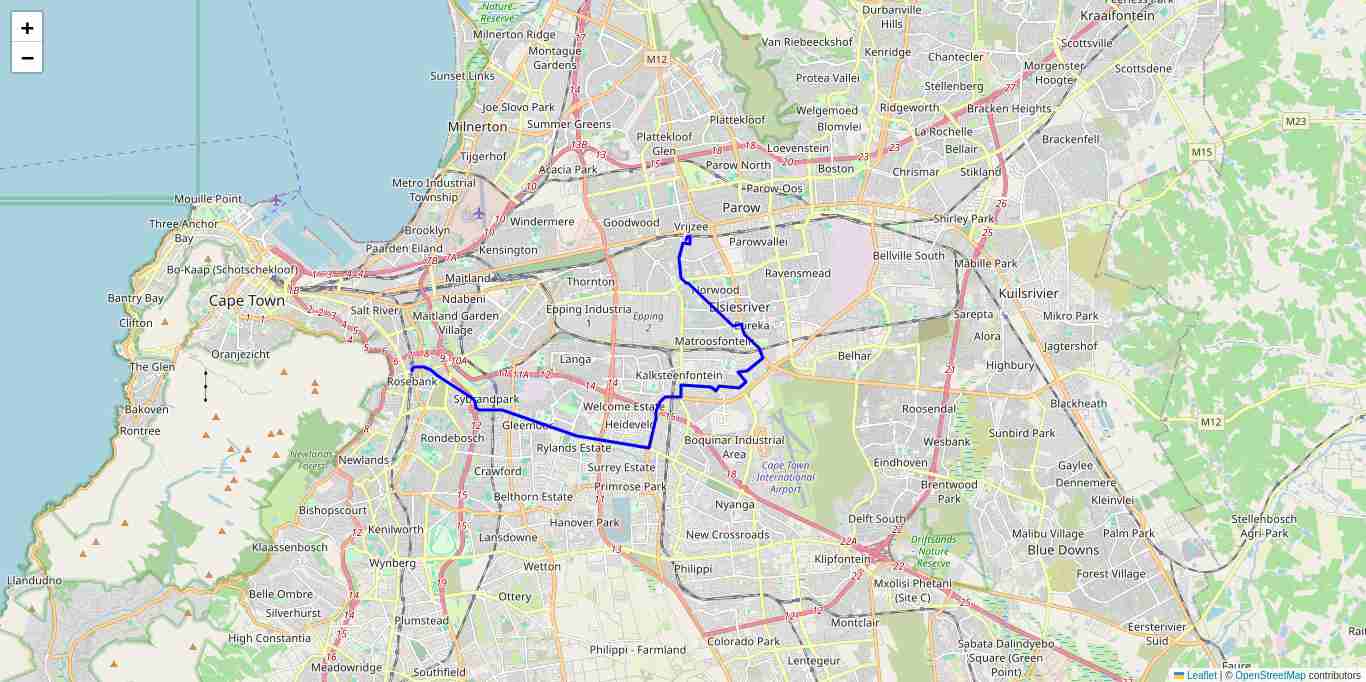 +
−
Nature
Reserve
Milnerton Ridge
Montague
Gardens
Sunset Links
Joe Slovo Park
Milnerton
Summer Greens
Tijgerhof
Metro Industrial
Township
Acacia Park
M12
Van Riebeeckshof
Durbanville
Hills
Kenridge
Protea Vallei
Chantecler
Stellenberg
Welgemoed
Ridgeworth
Plattekloof
Blomvlei
Plattekloof
Glen
Loevenstein
Parow North
Boston
Parow-Oos
Parow
Kraaifontein
Scottsville
Morgenster
Hoogte
Scottsdene
Bracken Heights
La Rochelle
Brackenfell
Bellair
Chrismar
Stikland
M23
M15
Mouille Point
Three Anchor
Bay
Bo-Kaap (Schotschekloof)
Bantry Bay
Cape Town
Clifton
Oranjezicht
The Glen
Bakoven
Rontree
Brooklyn
Paarden Eiland
Kensington
Windermere
Goodwood
Vrijzee
Parowvallei
Maitland
Thornton
Ndabeni
Salt River
Maitland Garden
Village
Epping Industria
1
Epping
2
Norwood
Elsiesriver
Eureka
Matroosfontein
Ravensmead
Bellville South
Shirley Park
Mabille Park
Kuilsrivier
Sarepta
Mikro Park
Alora
Jagtershof
Highbury
Belhar
Langa
Kalksteenfontein
Rosebank
Sybrandpark
Welcome Estate
Gleemoor
Heideveld
Rondebosch
Rylands Estate
Newlands
Newlands
Forest
Crawford
Surrey Estate
Boquinar Industrial
Area
Cape Town
International
Airport
Primrose Park
Belthorn Estate
Bishopscourt
Nyanga
Hanover Park
Kenilworth
Lansdowne
New Crossroads
Klaassenbosch
Wynberg
Wetton
Philippi
Llandudno
Belle Ombre
Ottery
Silverhurst
Plumstead
High Constantia
Meadowridge
Southfield
Philippi - Farmland
Colorado Park
Lentegeur
Montclair
Roosendal
Blackheath
Wesbank
Sunbird Park
Eindhoven
Brentwood
Park
Gaylee
Dennemere
Kleinvlei
M12
Delft South
Driftsands
Nature
Reserve
Malibu Village
Palm Park
Blue Downs
Stellenbosch
Agri-Park
Klipfontein
Mxolisi Phetani
(Site C)
Forest Village
Eerstervier
Suid
Sabata Dalindyebo
Square (Green
Point)
Faure
Leaflet | © OpenStreetMap contributors